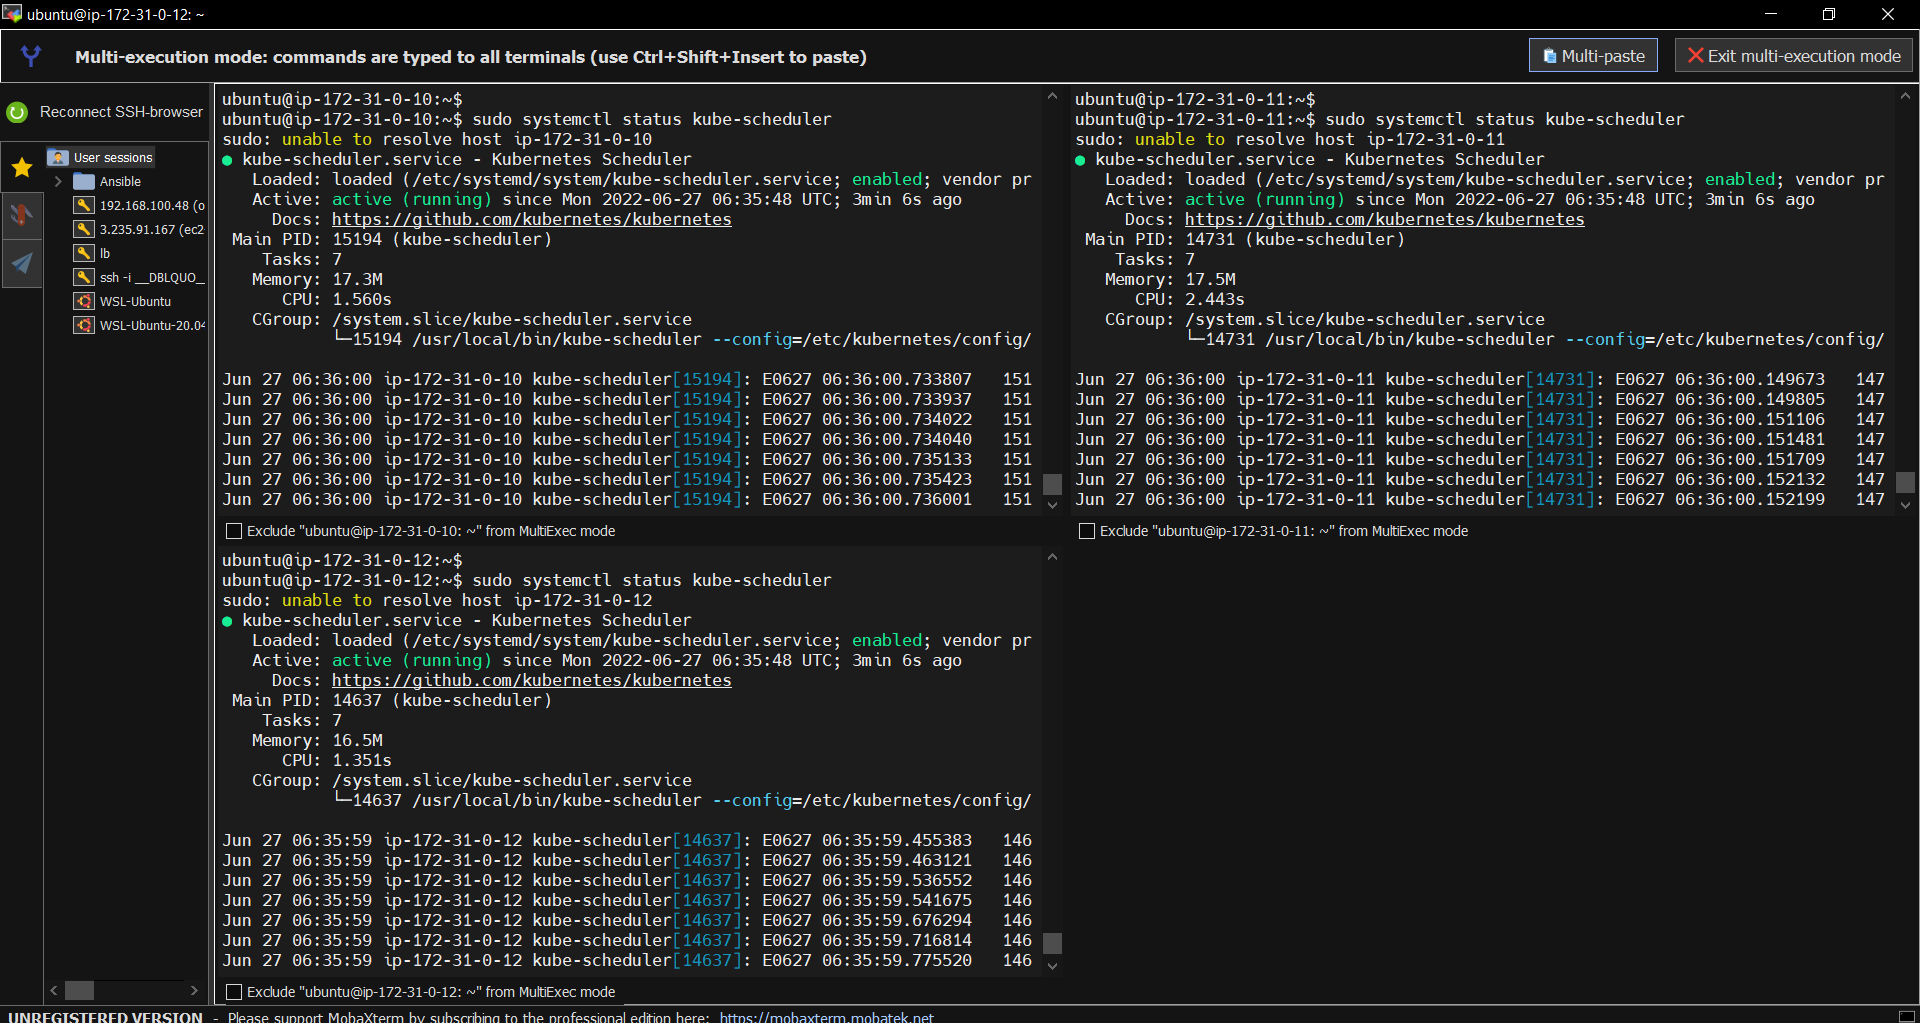 ubuntu@ip-172-31-0-12: ~
Multi-execution mode: commands are typed to all terminals (use Ctrl+Shift+Insert to paste)
Multi-paste
Exit multi-execution mode
Reconnect SSH-browser
User sessions
Ansible
192.168.100.48 (o
3.235.91.167 (ec2
lb
ssh -i __DBLQUO__
WSL-Ubuntu
WSL-Ubuntu-20.04
ubuntu@ip-172-31-0-10:~$
ubuntu@ip-172-31-0-10:~$ sudo systemctl status kube-scheduler
sudo: unable to resolve host ip-172-31-0-10
● kube-scheduler.service - Kubernetes Scheduler
Loaded: loaded (/etc/systemd/system/kube-scheduler.service; enabled; vendor pr
Active: active (running) since Mon 2022-06-27 06:35:48 UTC; 3min 6s ago
Docs: https://github.com/kubernetes/kubernetes
Main PID: 15194 (kube-scheduler)
Tasks: 7
Memory: 17.3M
CPU: 1.560s
CGroup: /system.slice/kube-scheduler.service
└─15194 /usr/local/bin/kube-scheduler --config=/etc/kubernetes/config/
Jun 27 06:36:00 ip-172-31-0-10 kube-scheduler[15194]: E0627 06:36:00.733807 151
Jun 27 06:36:00 ip-172-31-0-10 kube-scheduler[15194]: E0627 06:36:00.733937 151
Jun 27 06:36:00 ip-172-31-0-10 kube-scheduler[15194]: E0627 06:36:00.734022 151
Jun 27 06:36:00 ip-172-31-0-10 kube-scheduler[15194]: E0627 06:36:00.734040 151
Jun 27 06:36:00 ip-172-31-0-10 kube-scheduler[15194]: E0627 06:36:00.735133 151
Jun 27 06:36:00 ip-172-31-0-10 kube-scheduler[15194]: E0627 06:36:00.735423 151
Jun 27 06:36:00 ip-172-31-0-10 kube-scheduler[15194]: E0627 06:36:00.736001 151
Exclude "ubuntu@ip-172-31-0-10: ~" from MultiExec mode
ubuntu@ip-172-31-0-11:~$
ubuntu@ip-172-31-0-11:~$ sudo systemctl status kube-scheduler
sudo: unable to resolve host ip-172-31-0-11
● kube-scheduler.service - Kubernetes Scheduler
Loaded: loaded (/etc/systemd/system/kube-scheduler.service; enabled; vendor pr
Active: active (running) since Mon 2022-06-27 06:35:48 UTC; 3min 6s ago
Docs: https://github.com/kubernetes/kubernetes
Main PID: 14731 (kube-scheduler)
Tasks: 7
Memory: 17.5M
CPU: 2.443s
CGroup: /system.slice/kube-scheduler.service
└─14731 /usr/local/bin/kube-scheduler --config=/etc/kubernetes/config/
Jun 27 06:36:00 ip-172-31-0-11 kube-scheduler[14731]: E0627 06:36:00.149673 147
Jun 27 06:36:00 ip-172-31-0-11 kube-scheduler[14731]: E0627 06:36:00.149805 147
Jun 27 06:36:00 ip-172-31-0-11 kube-scheduler[14731]: E0627 06:36:00.151106 147
Jun 27 06:36:00 ip-172-31-0-11 kube-scheduler[14731]: E0627 06:36:00.151481 147
Jun 27 06:36:00 ip-172-31-0-11 kube-scheduler[14731]: E0627 06:36:00.151709 147
Jun 27 06:36:00 ip-172-31-0-11 kube-scheduler[14731]: E0627 06:36:00.152132 147
Jun 27 06:36:00 ip-172-31-0-11 kube-scheduler[14731]: E0627 06:36:00.152199 147
Exclude "ubuntu@ip-172-31-0-11: ~" from MultiExec mode
ubuntu@ip-172-31-0-12:~$
ubuntu@ip-172-31-0-12:~$ sudo systemctl status kube-scheduler
sudo: unable to resolve host ip-172-31-0-12
● kube-scheduler.service - Kubernetes Scheduler
Loaded: loaded (/etc/systemd/system/kube-scheduler.service; enabled; vendor pr
Active: active (running) since Mon 2022-06-27 06:35:48 UTC; 3min 6s ago
Docs: https://github.com/kubernetes/kubernetes
Main PID: 14637 (kube-scheduler)
Tasks: 7
Memory: 16.5M
CPU: 1.351s
CGroup: /system.slice/kube-scheduler.service
└─14637 /usr/local/bin/kube-scheduler --config=/etc/kubernetes/config/
Jun 27 06:35:59 ip-172-31-0-12 kube-scheduler[14637]: E0627 06:35:59.455383 146
Jun 27 06:35:59 ip-172-31-0-12 kube-scheduler[14637]: E0627 06:35:59.463121 146
Jun 27 06:35:59 ip-172-31-0-12 kube-scheduler[14637]: E0627 06:35:59.536552 146
Jun 27 06:35:59 ip-172-31-0-12 kube-scheduler[14637]: E0627 06:35:59.541675 146
Jun 27 06:35:59 ip-172-31-0-12 kube-scheduler[14637]: E0627 06:35:59.676294 146
Jun 27 06:35:59 ip-172-31-0-12 kube-scheduler[14637]: E0627 06:35:59.716814 146
Jun 27 06:35:59 ip-172-31-0-12 kube-scheduler[14637]: E0627 06:35:59.775520 146
Exclude "ubuntu@ip-172-31-0-12: ~" from MultiExec mode
UNREGISTERED VERSION - Please support MobaXterm by subscribing to the professional edition here: https://mobaxterm.mobatek.net